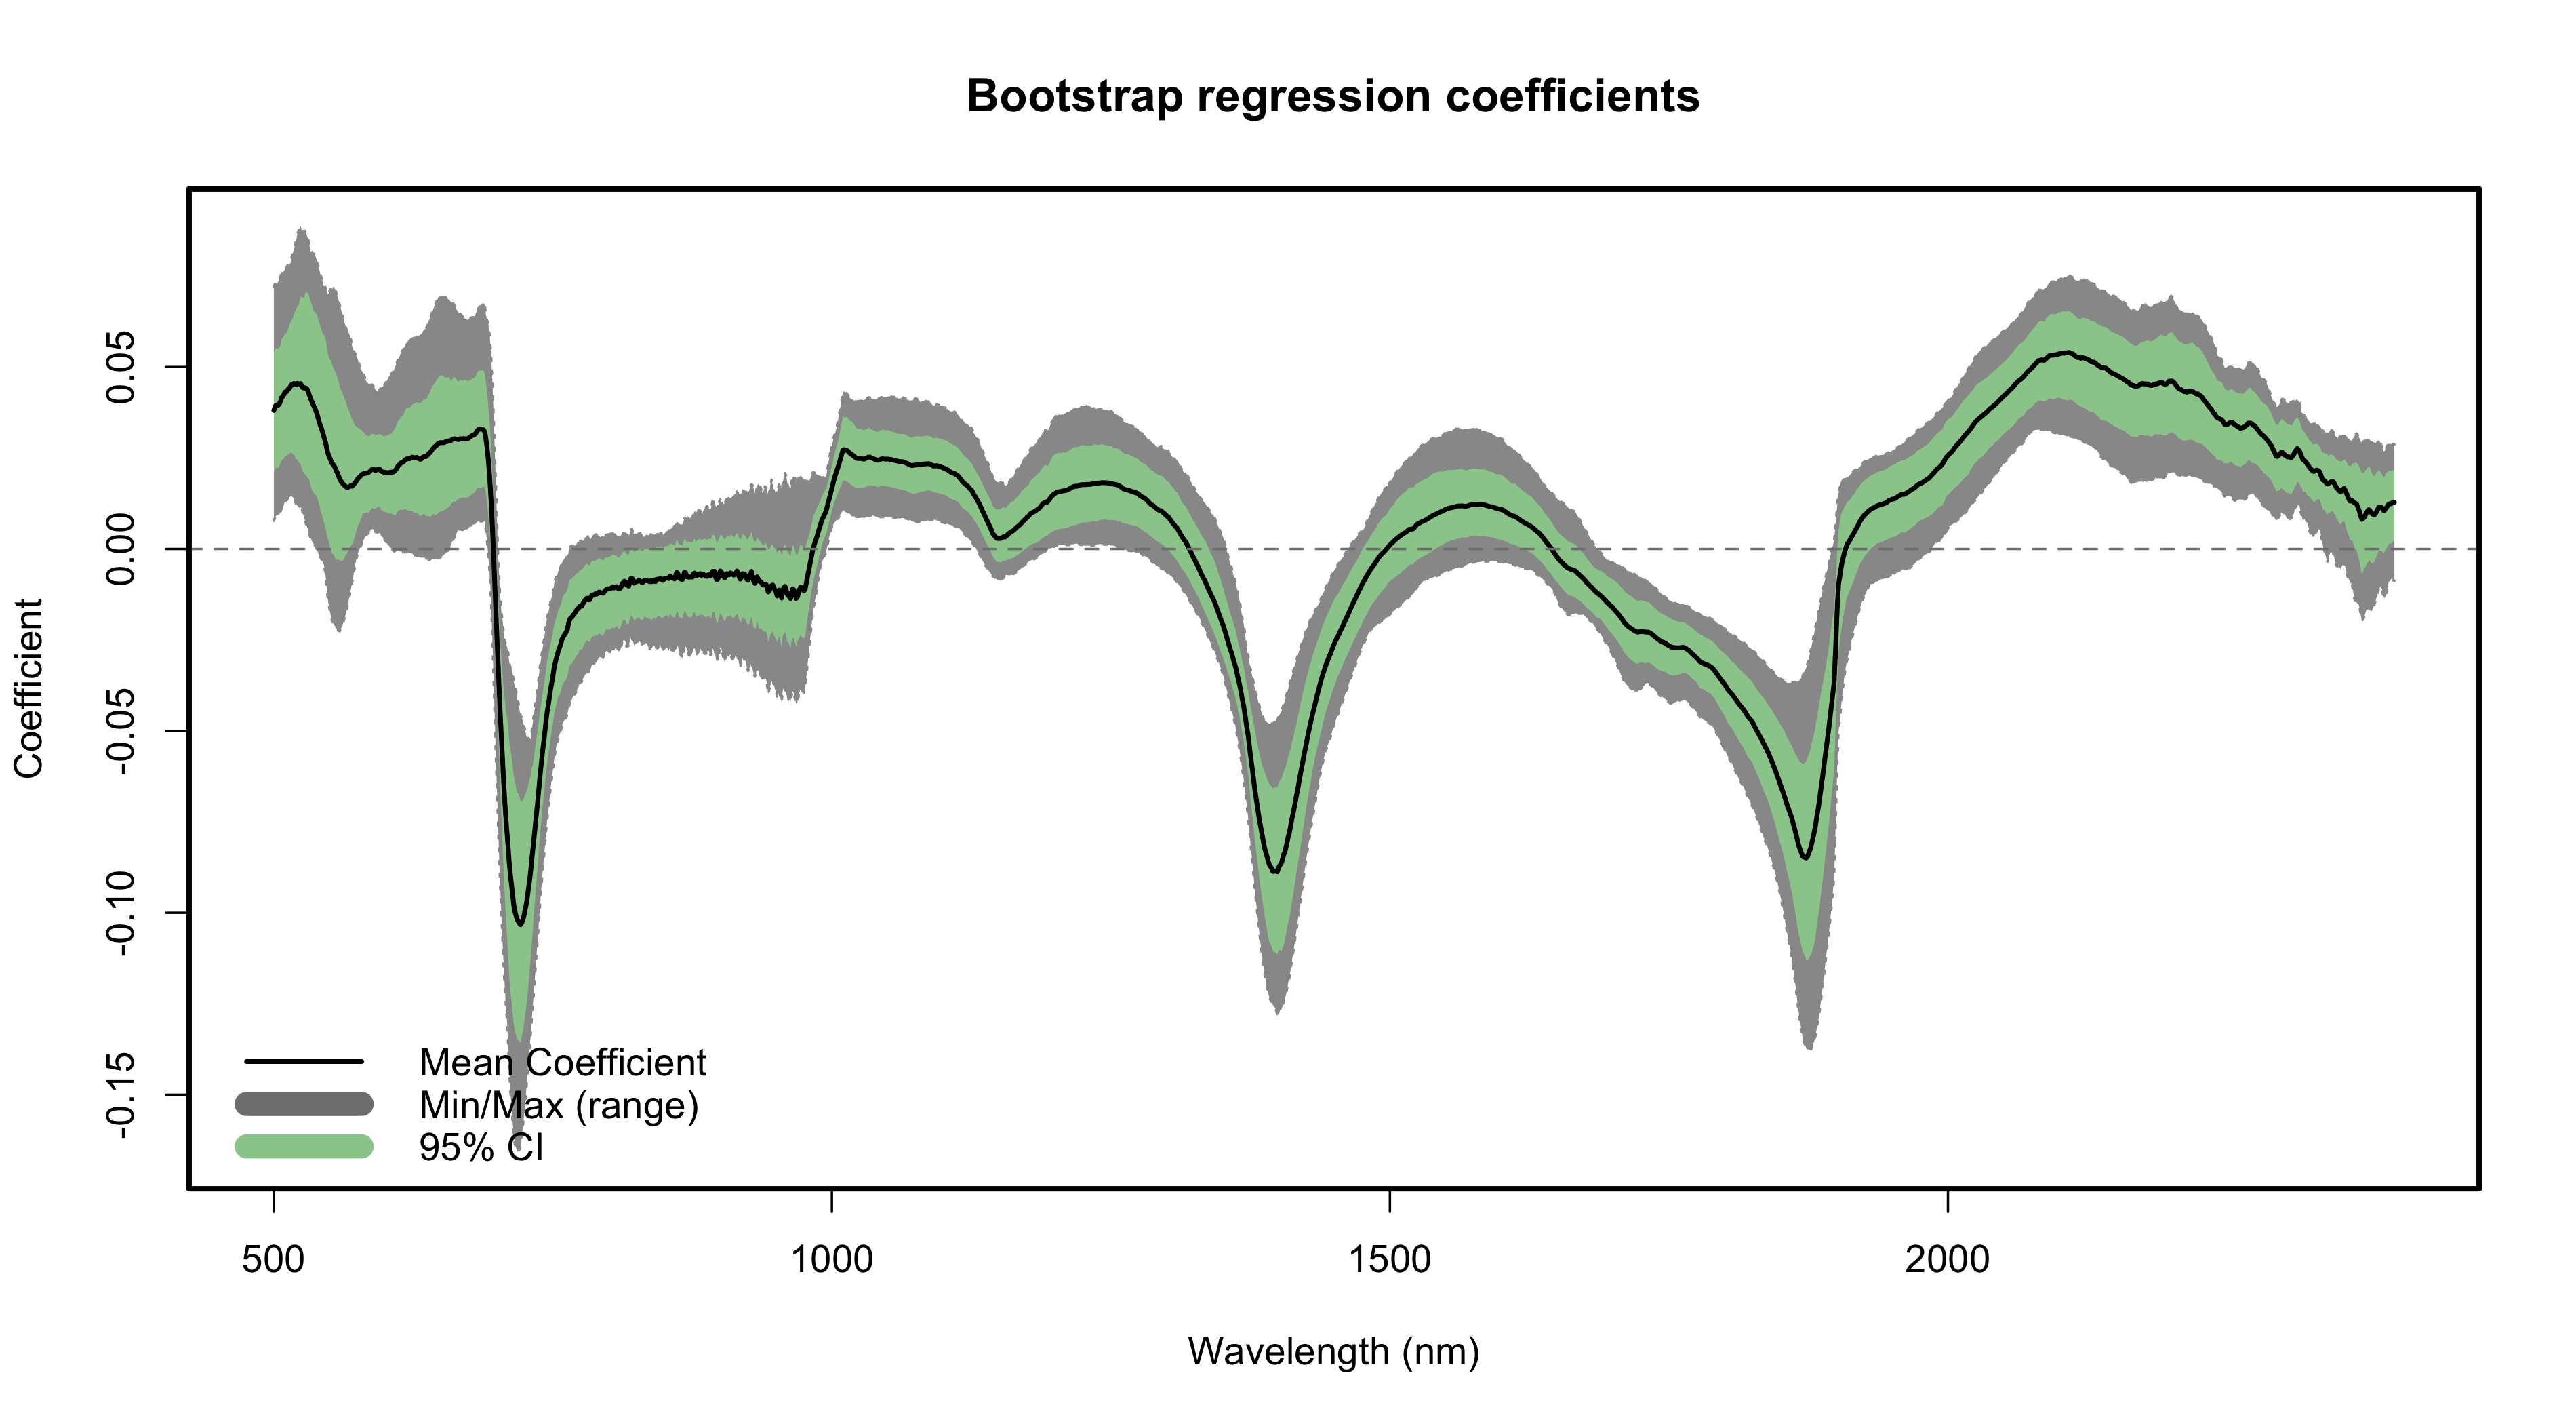 Bootstrap regression coefficients
Coefficient
0.05
0.00
-0.05
-0.10
-0.15
Mean Coefficient
Min/Max (range)
95% CI
500 1000 1500 2000
Wavelength (nm)